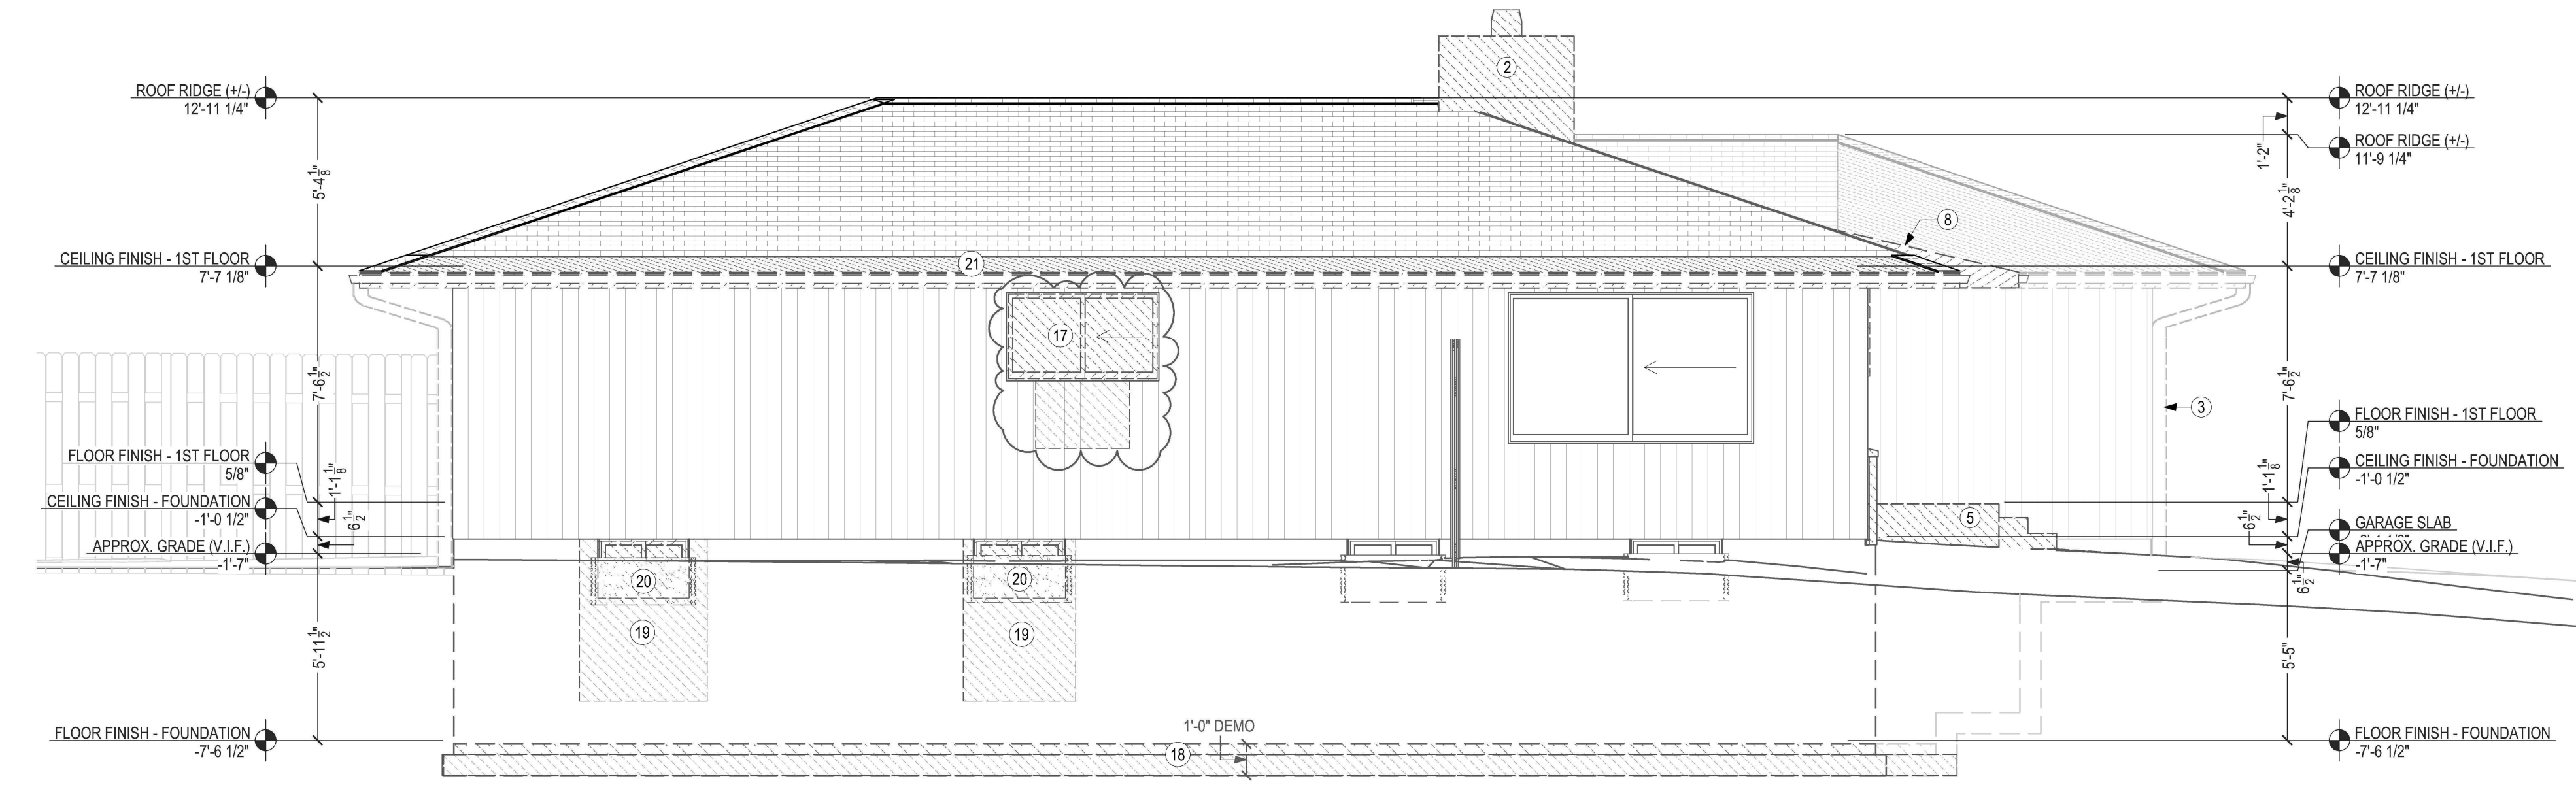 2
ROOF RIDGE (+/-)
12'-11 1/4"
ROOF RIDGE (+/-)
12'-11 1/4"
1'-2"
ROOF RIDGE (+/-)
11'-9 1/4"
5'-4 1/8"
4'-2 1/8"
8
CEILING FINISH - 1ST FLOOR
7'-7 1/8"
21
CEILING FINISH - 1ST FLOOR
7'-7 1/8"
17
7'-6 1/2"
7'-6 1/2"
3
FLOOR FINISH - 1ST FLOOR
5/8"
FLOOR FINISH - 1ST FLOOR
5/8"
1'-1 1/8"
1'-1 1/8"
CEILING FINISH - FOUNDATION
-1'-0 1/2"
CEILING FINISH - FOUNDATION
-1'-0 1/2"
6 1/2"
6 1/2"
5
GARAGE SLAB
APPROX. GRADE (V.I.F.)
-1'-7"
APPROX. GRADE (V.I.F.)
-1'-7"
6 1/2"
20
20
19
19
5'-11 1/2"
5'-5"
1'-0" DEMO
18
FLOOR FINISH - FOUNDATION
-7'-6 1/2"
FLOOR FINISH - FOUNDATION
-7'-6 1/2"